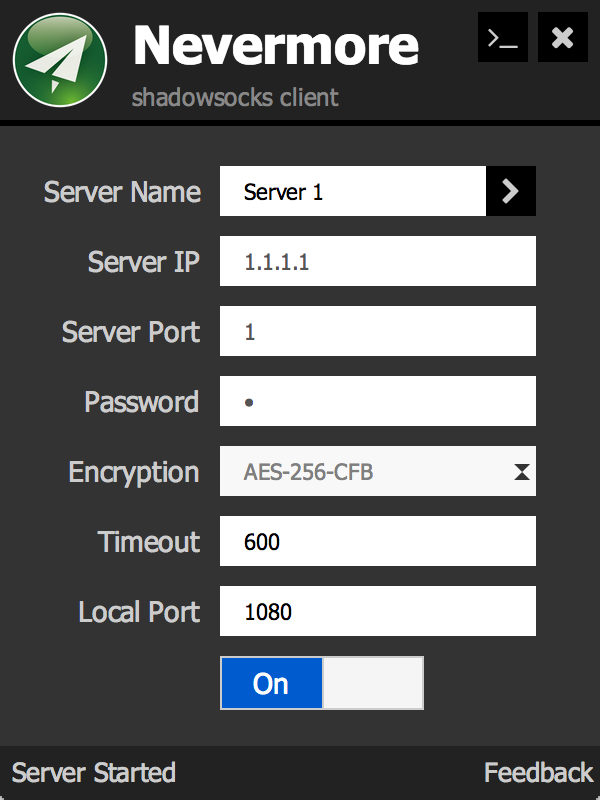 Nevermore
shadowsocks client
Server Name Server 1
Server IP 1.1.1.1
Server Port 1
Password •
Encryption AES-256-CFB
Timeout 600
Local Port 1080
On
Server Started Feedback